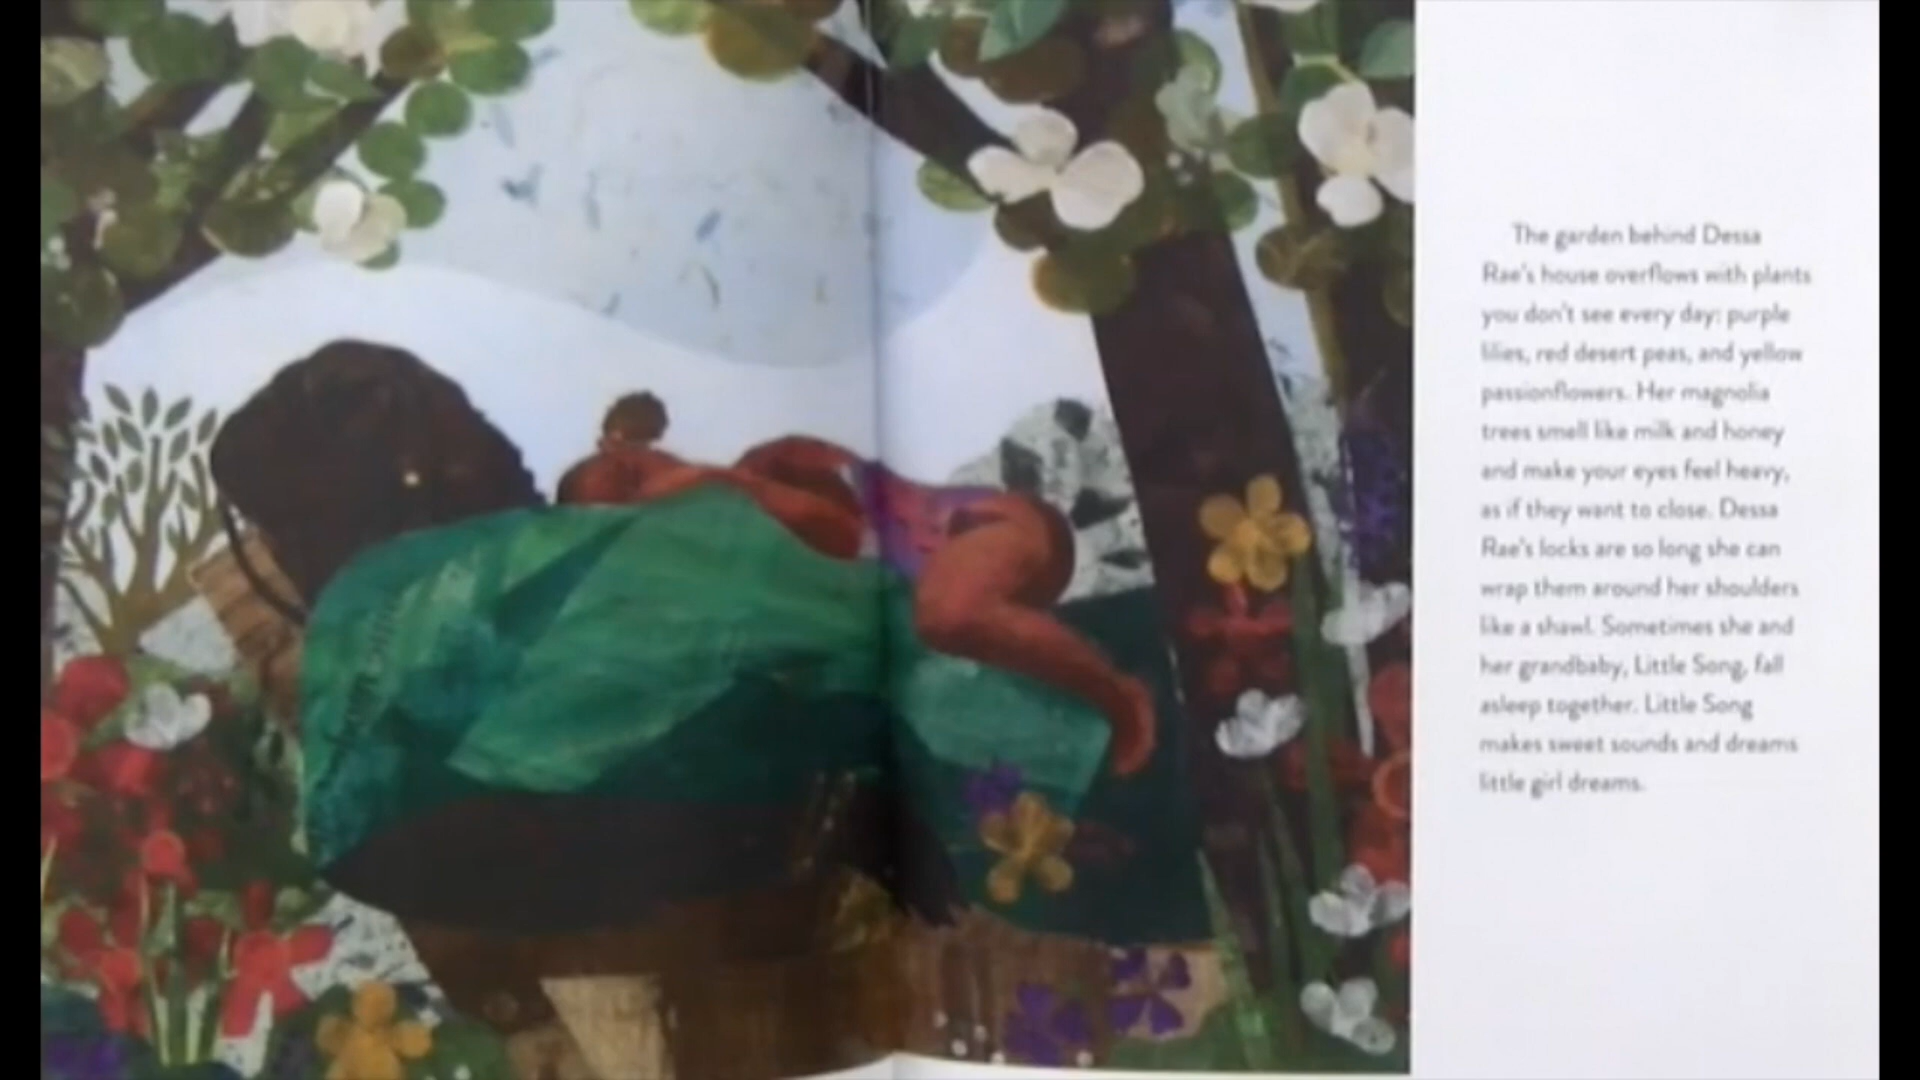 The garden behind Dessa
Rae's house overflows with plants
you don't see every day: purple
lilies, red desert peas, and yellow
passionflowers. Her magnolia
trees smell like milk and honey
and make your eyes feel heavy,
as if they want to close. Dessa
Rae's locks are so long she can
wrap them around her shoulders
like a shawl. Sometimes she and
her grandbaby, Little Song, fall
asleep together. Little Song
makes sweet sounds and dreams
little girl dreams.